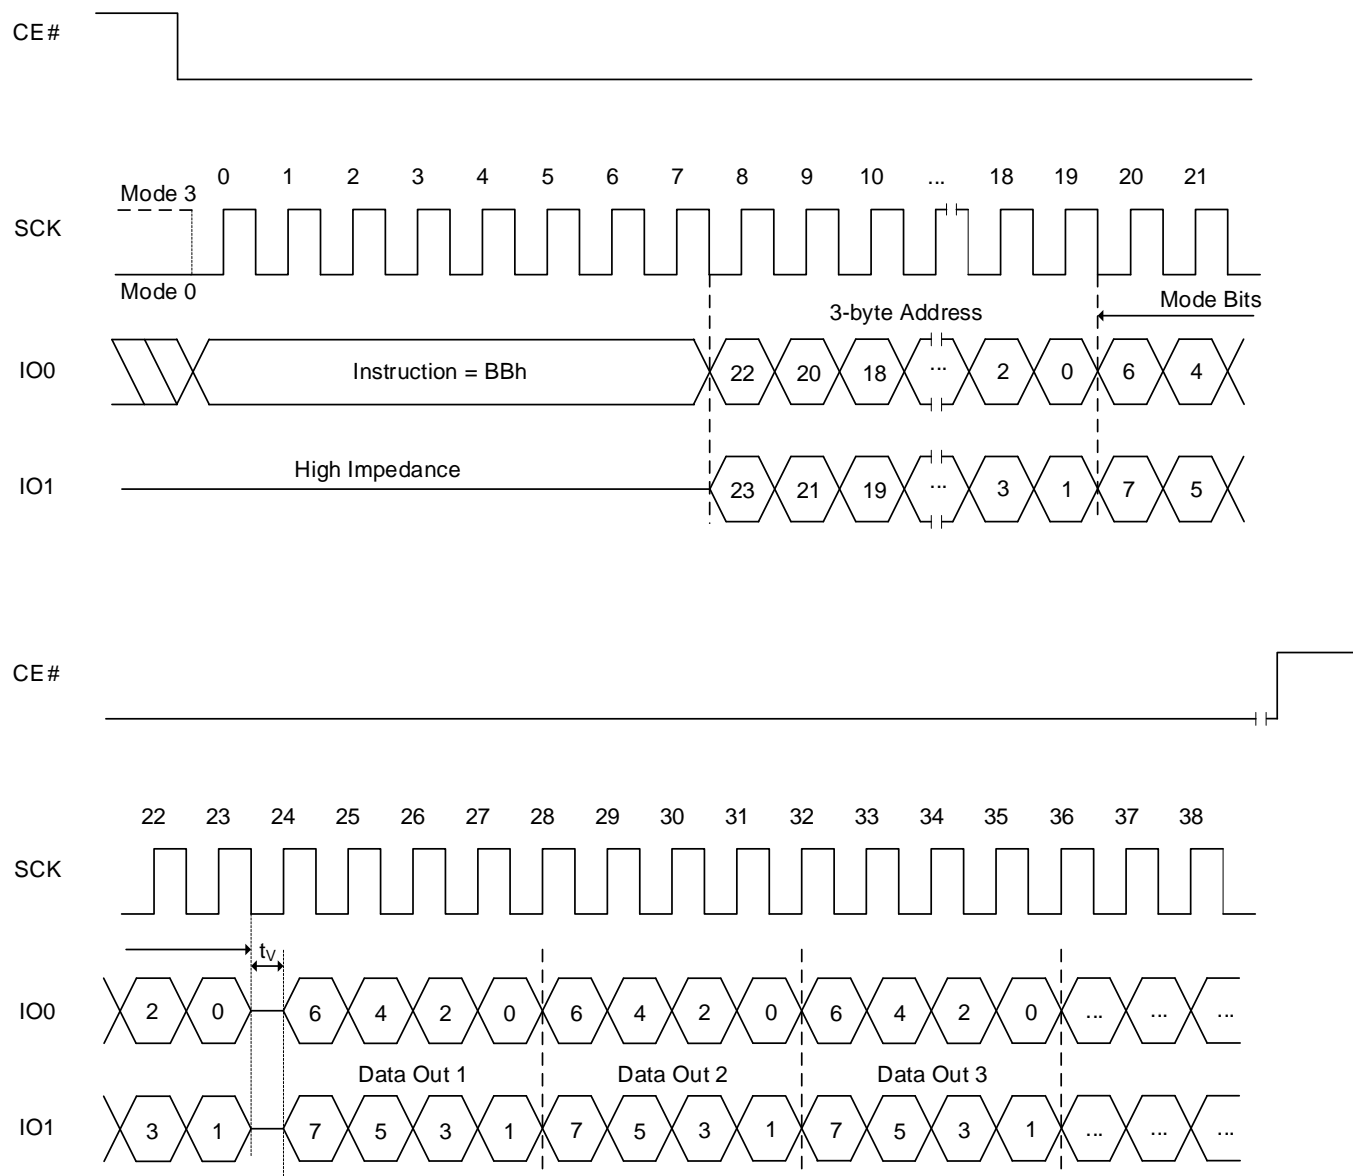 CE#
0 1 2 3 4 5 6 7 8 9 10 ... 18 19 20 21
Mode 3
SCK
Mode 0
3-byte Address
Mode Bits
IO0
Instruction = BBh
22 20 18 ... 2 0 6 4
High Impedance
IO1
23 21 19 ... 3 1 7 5
CE#
22 23 24 25 26 27 28 29 30 31 32 33 34 35 36 37 38
SCK
tV
IO0
2 0 6 4 2 0 6 4 2 0 6 4 2 0 ... ... ...
Data Out 1 Data Out 2 Data Out 3
IO1
3 1 7 5 3 1 7 5 3 1 7 5 3 1 ... ... ...